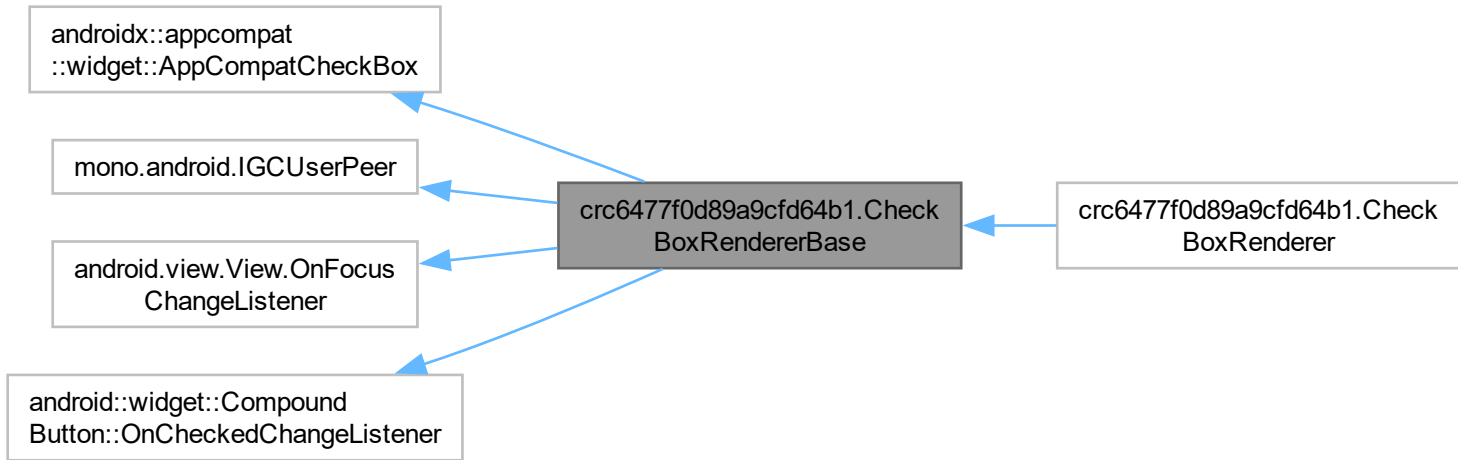 androidx::appcompat
::widget::AppCompatCheckBox
mono.android.IGCUserPeer
android.view.View.OnFocus
ChangeListener
android::widget::Compound
Button::OnCheckedChangeListener
crc6477f0d89a9cfd64b1.Check
BoxRendererBase
crc6477f0d89a9cfd64b1.Check
BoxRenderer